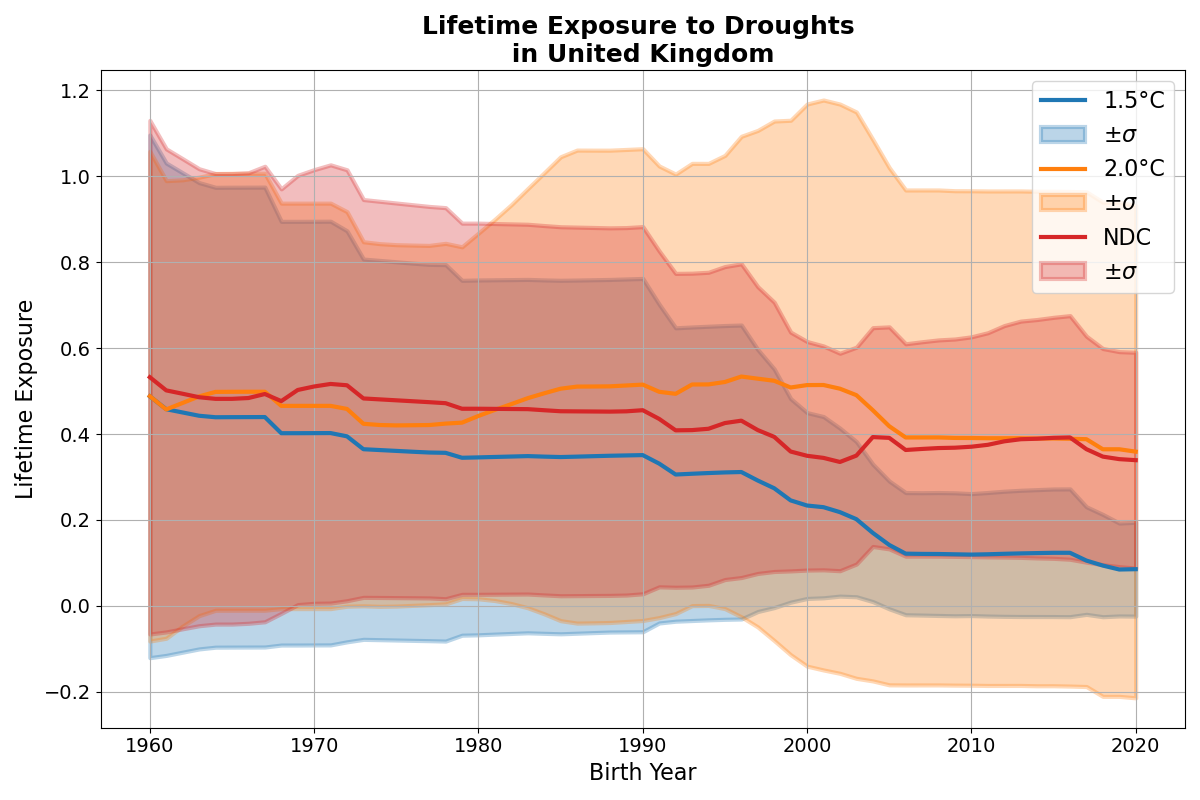 Lifetime Exposure to Droughts
in United Kingdom
1.2
1.0
0.8
0.6
0.4
0.2
0.0
−0.2
Lifetime Exposure
1960
1970
1980
1990
2000
2010
2020
Birth Year
1.5°C
±σ
2.0°C
±σ
NDC
±σ